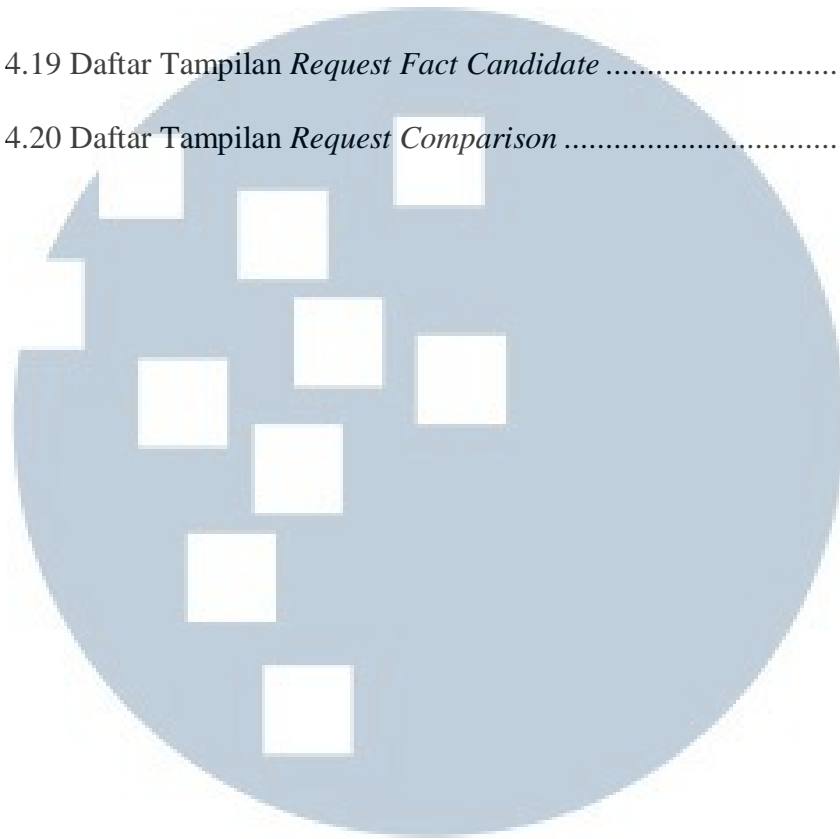 4.19 Daftar Tampilan Request Fact Candidate .............................
4.20 Daftar Tampilan Request Comparison ..................................